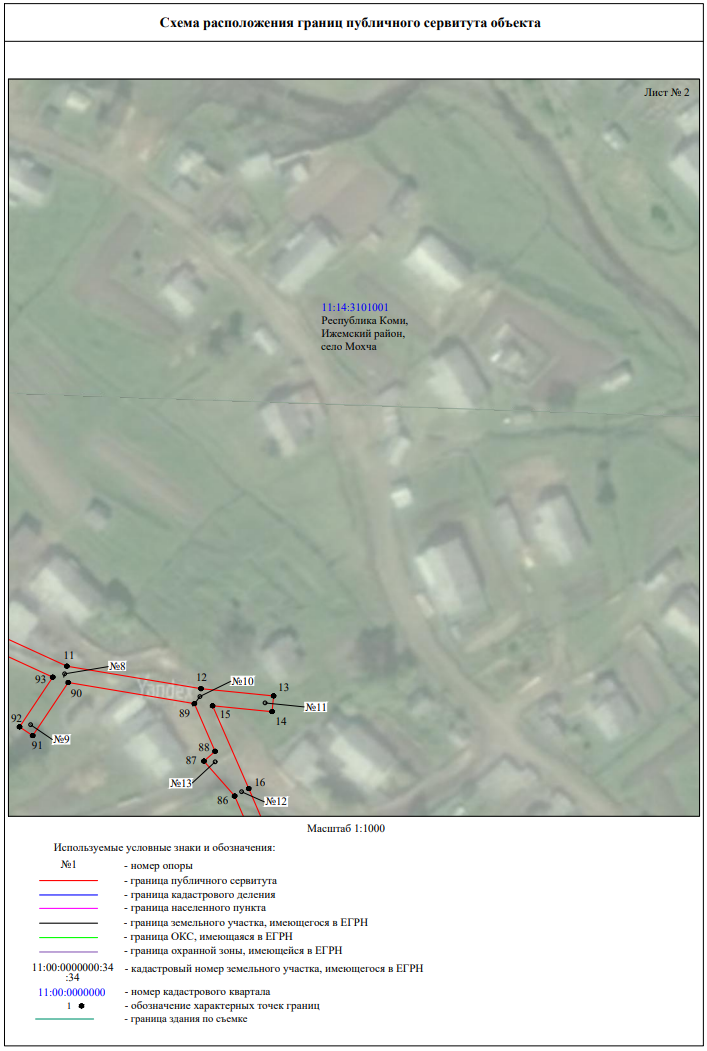 Схема расположения границ публичного сервитута объекта
Лист № 2
11:14:3101001
Республика Коми,
Ижемский район,
село Мохча
11
№8
93
90
12
№10
13
89
15
№11
14
92
91
№9
88
87
№13
16
86
№12
Yandex
Масштаб 1:1000
Используемые условные знаки и обозначения:
№1 - номер опоры
- граница публичного сервитута
- граница кадастрового деления
- граница населенного пункта
- граница земельного участка, имеющегося в ЕГРН
- граница ОКС, имеющаяся в ЕГРН
- граница охранной зоны, имеющейся в ЕГРН
11:00:0000000:34 - кадастровый номер земельного участка, имеющегося в ЕГРН
:34
11:00:0000000 - номер кадастрового квартала
1 - обозначение характерных точек границ
- граница здания по съемке